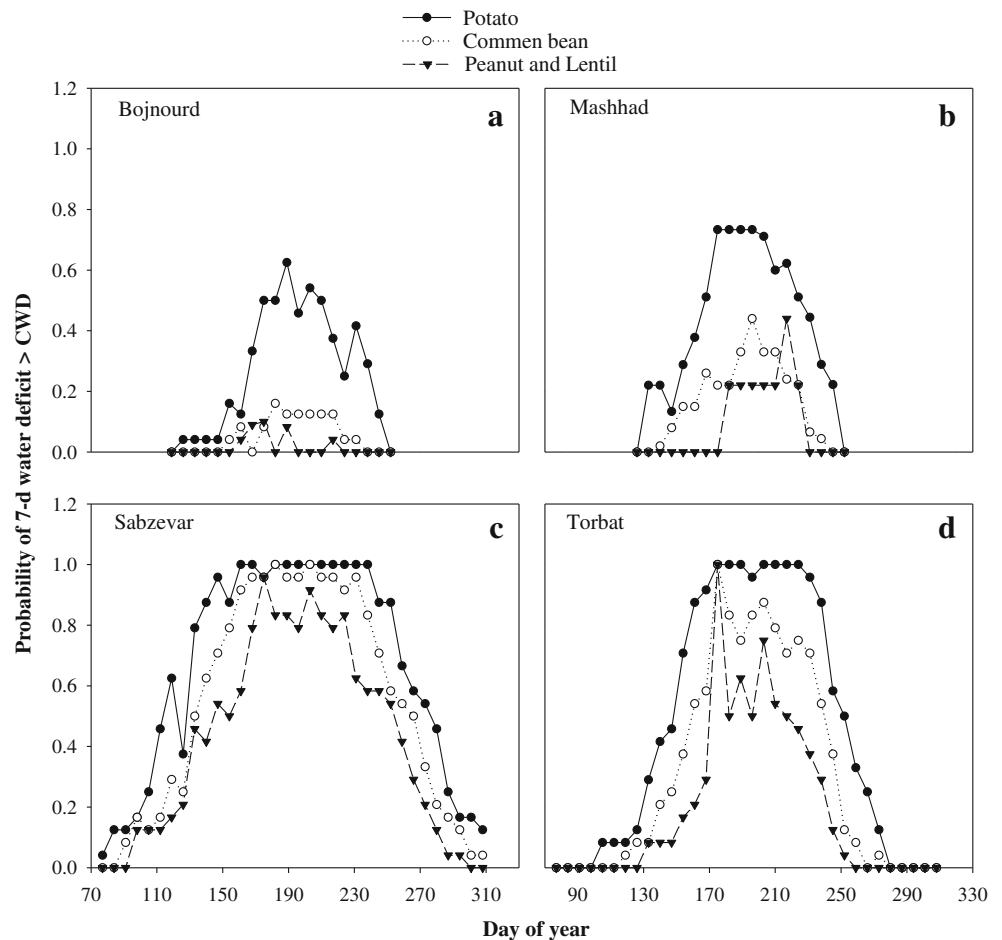 Potato
Commen bean
Peanut and Lentil
Bojnourd
a
Mashhad
b
1.2
1.0
0.8
0.6
0.4
0.2
0.0
Sabzevar
c
Torbat
d
1.2
1.0
0.8
0.6
0.4
0.2
0.0
70 110 150 190 230 270 310
90 130 170 210 250 290 330
Probability of 7-d water deficit > CWD
Day of year